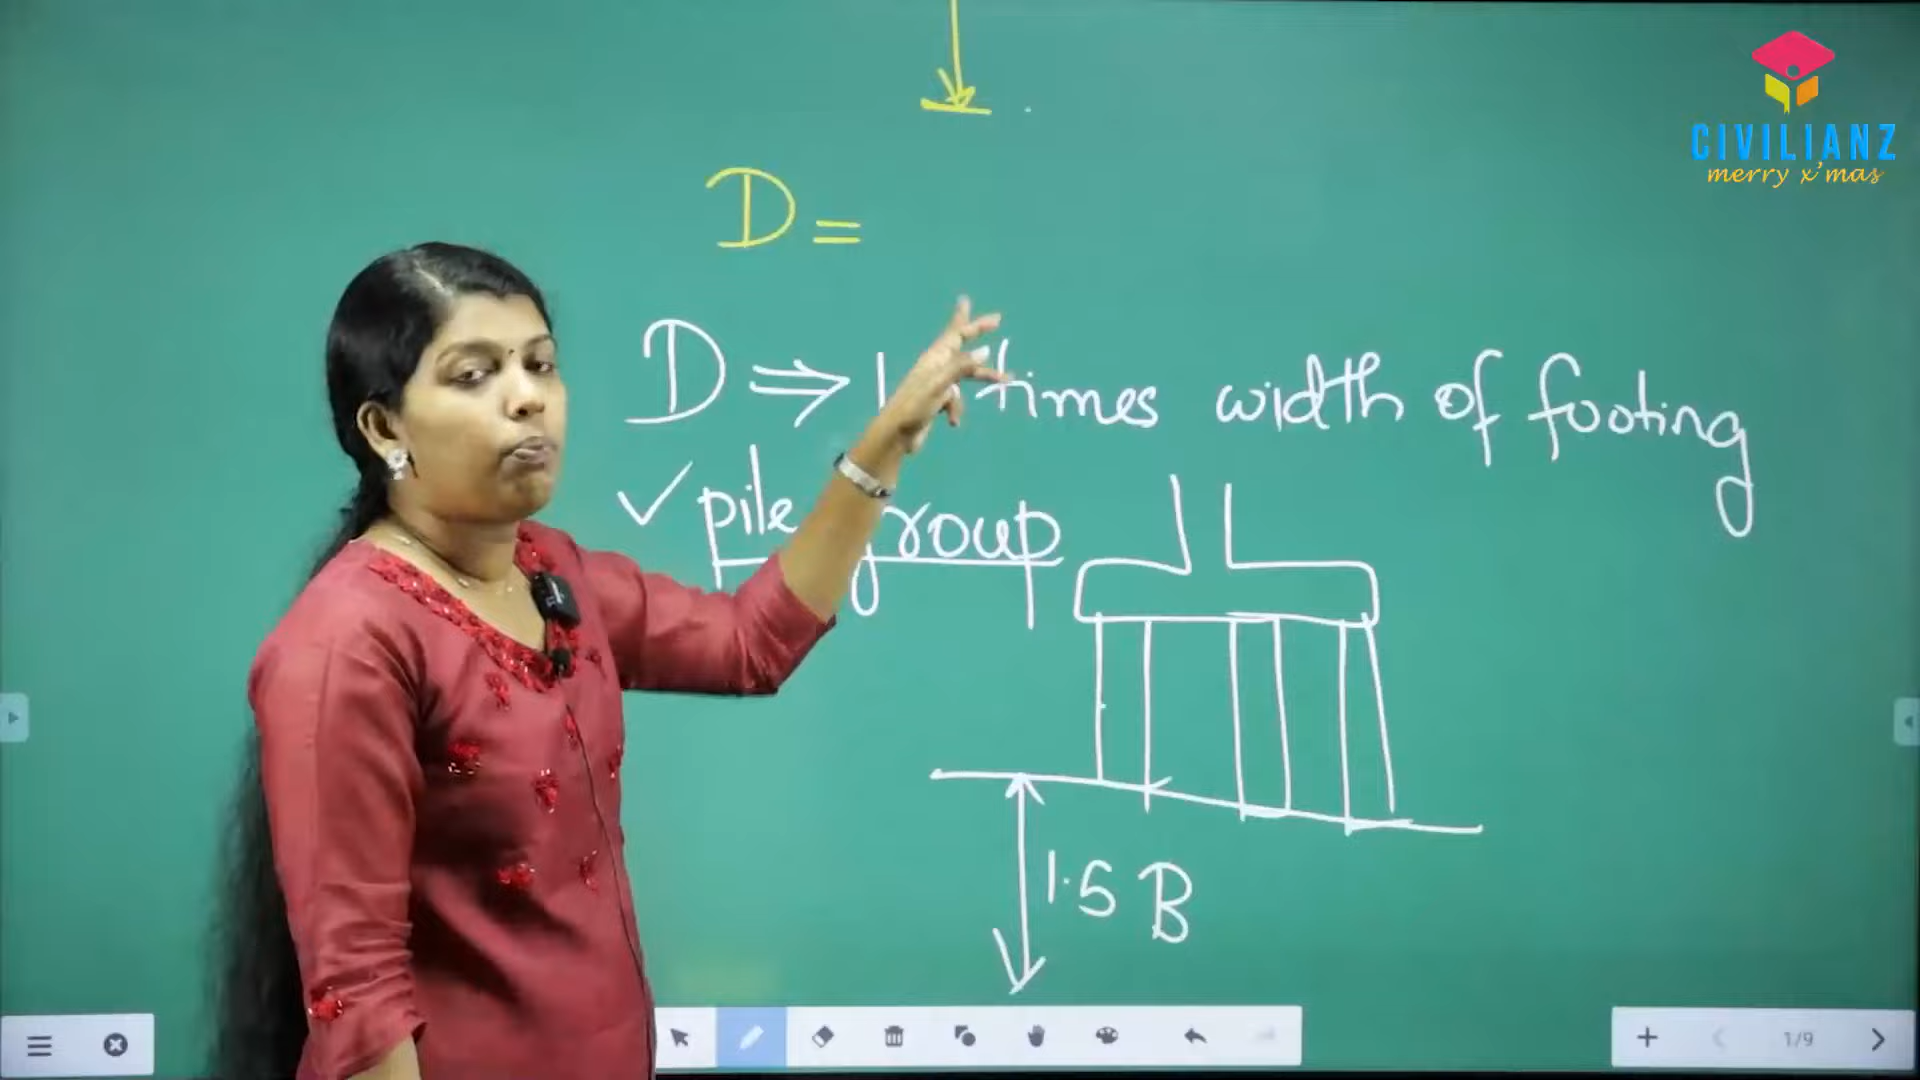 CIVILIANZ
merry x'mas
D =
D ⇒ times width of footing
✓ pile group
1.5 B
1/9